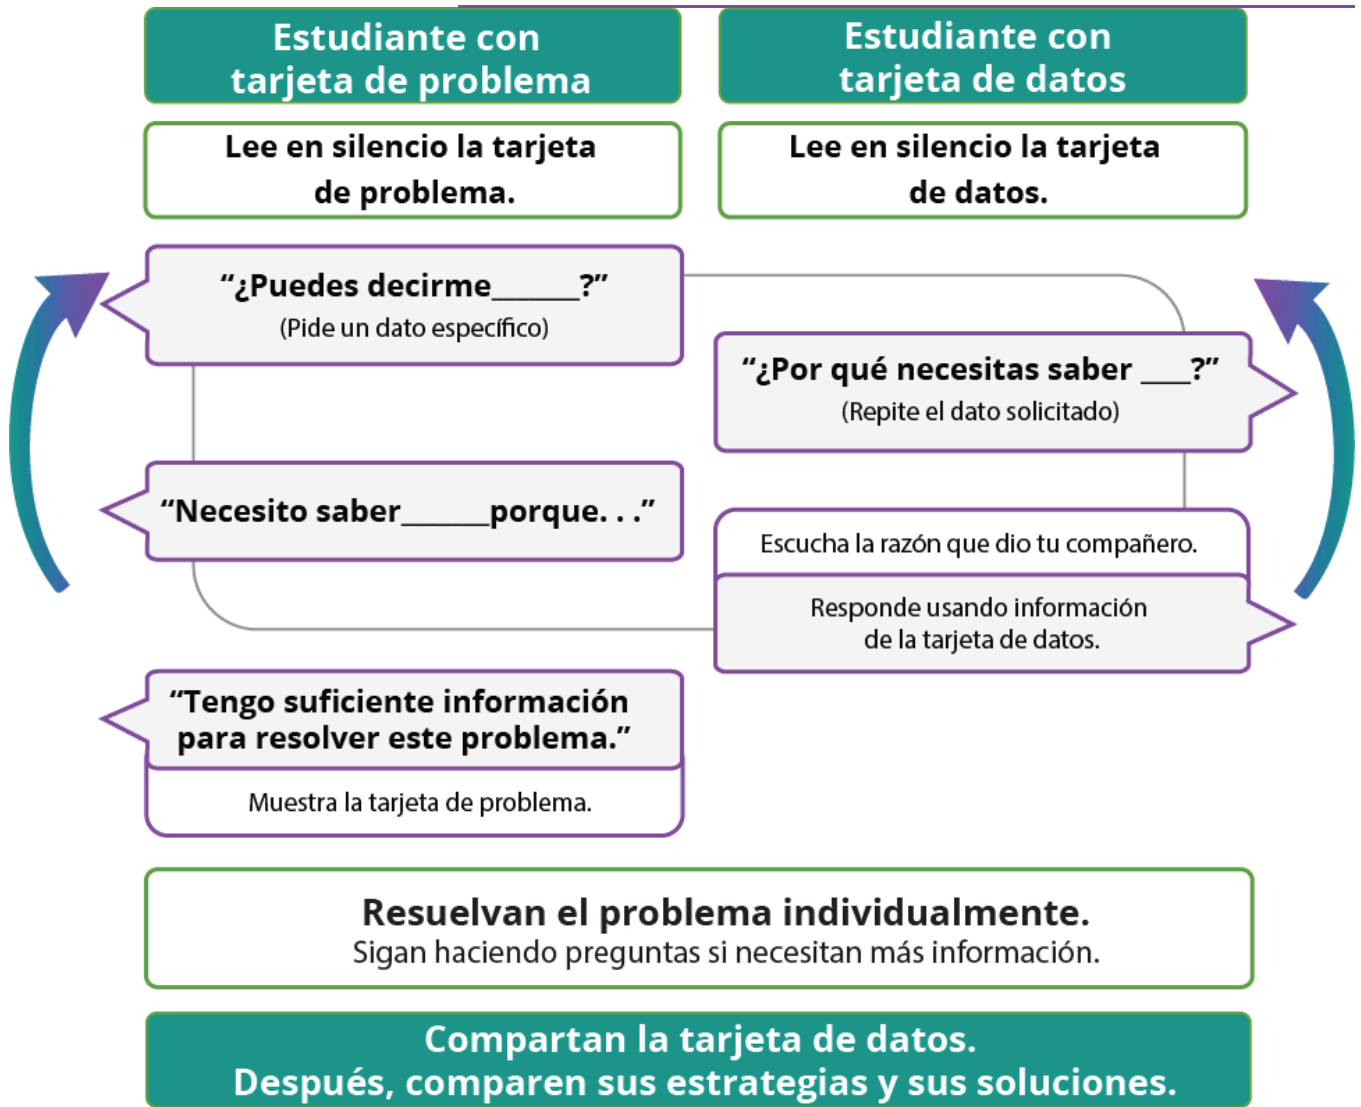 Estudiante con
tarjeta de problema
Estudiante con
tarjeta de datos
Lee en silencio la tarjeta
de problema.
Lee en silencio la tarjeta
de datos.
“¿Puedes decirme______?”
(Pide un dato específico)
“¿Por qué necesitas saber ___?”
(Repite el dato solicitado)
“Necesito saber______porque. . .”
Escucha la razón que dio tu compañero.
Responde usando información
de la tarjeta de datos.
“Tengo suficiente información
para resolver este problema.”
Muestra la tarjeta de problema.
Resuelvan el problema individualmente.
Sigan haciendo preguntas si necesitan más información.
Compartan la tarjeta de datos.
Después, comparen sus estrategias y sus soluciones.